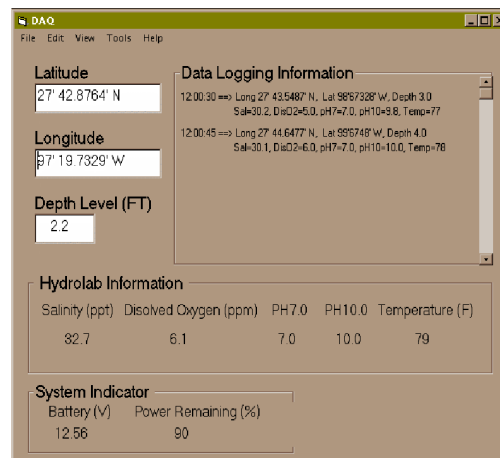 DAQ
File Edit View Tools Help
Latitude
27' 42.8764' N
Longitude
97' 19.7329' W
Depth Level (FT)
2.2
Data Logging Information
12:00:30 ==> Long 27' 43.5487' N, Lat 98'67328'' W, Depth 3.0
Sal=30.2, DisO2=5.0, pH7=7.0, pH10=9.8, Temp=77
12:00:45 ==> Long 27' 44.6477' N, Lat 99'6748' W, Depth 4.0
Sal=30.1, DisO2=6.0, pH7=7.0, pH10=10.0, Temp=78
Hydrolab Information
Salinity (ppt) Disolved Oxygen (ppm) PH7.0 PH10.0 Temperature (F)
32.7 6.1 7.0 10.0 79
System Indicator
Battery (V) Power Remaining (%)
12.56 90